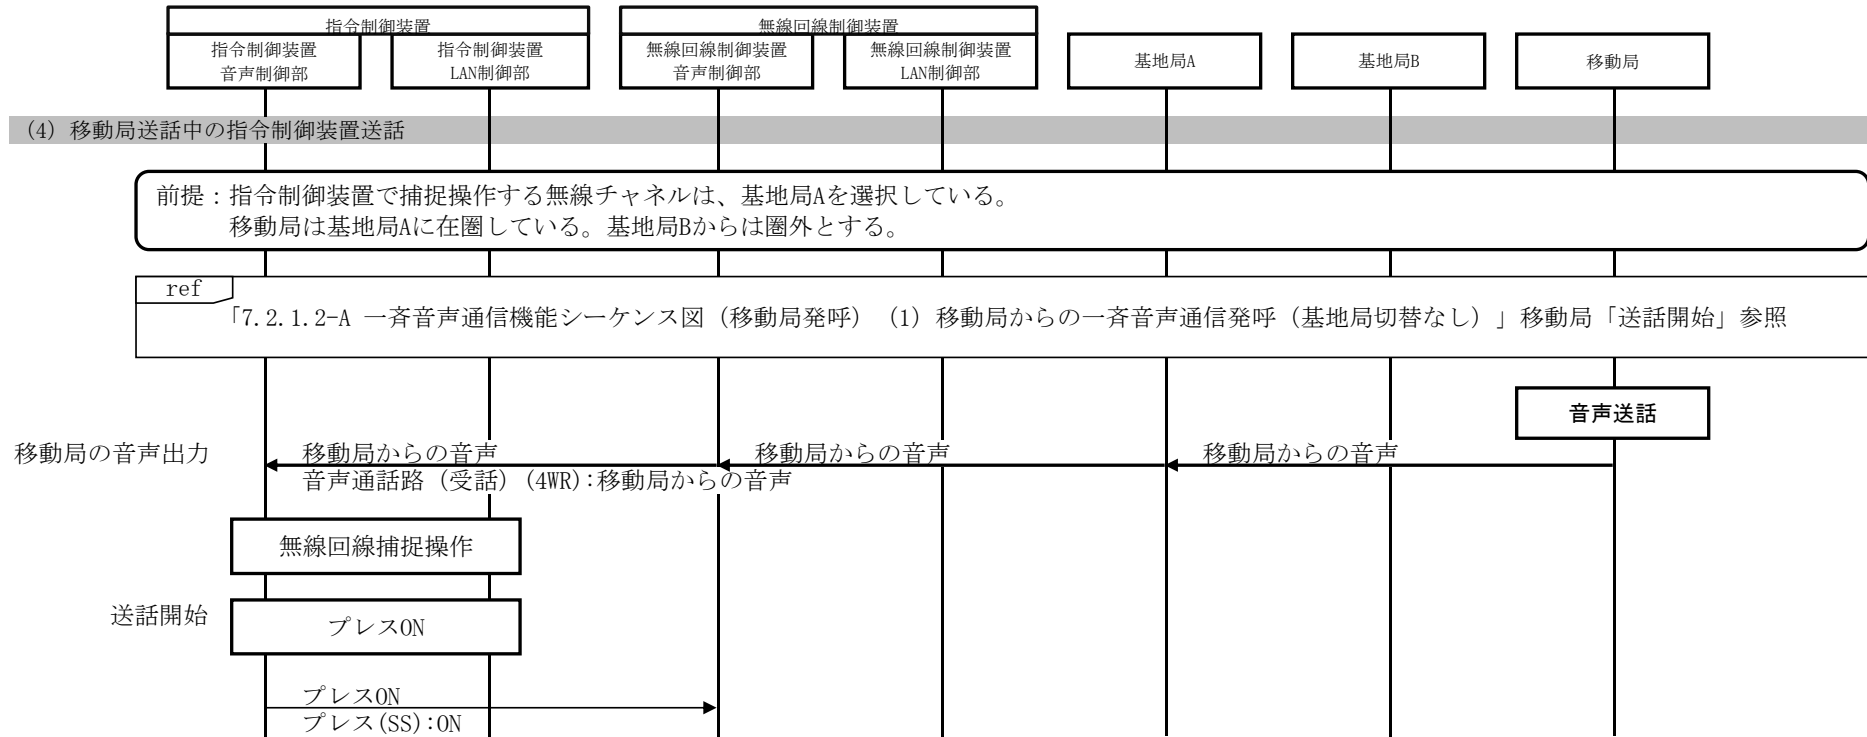 指令制御装置
無線回線制御装置
指令制御装置
音声制御部
指令制御装置
LAN制御部
無線回線制御装置
音声制御部
無線回線制御装置
LAN制御部
基地局A
基地局B
移動局
(4) 移動局送話中の指令制御装置送話
前提：指令制御装置で捕捉操作する無線チャネルは、基地局Aを選択している。
移動局は基地局Aに在圏している。基地局Bからは圏外とする。
ref
「7.2.1.2-A 一斉音声通信機能シーケンス図（移動局発呼）（1）移動局からの一斉音声通信発呼（基地局切替なし）」移動局「送話開始」参照
音声送話
移動局の音声出力
移動局からの音声
移動局からの音声
移動局からの音声
音声通話路（受話）(4WR):移動局からの音声
無線回線捕捉操作
送話開始
プレスON
プレスON
プレス(SS):ON